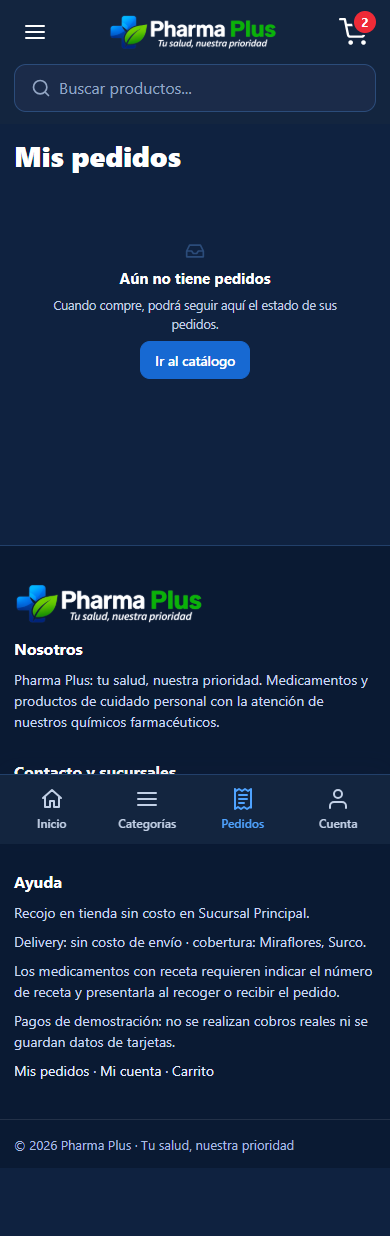 Pharma Plus
Tu salud, nuestra prioridad
2
Buscar productos...
Mis pedidos
Aún no tiene pedidos
Cuando compre, podrá seguir aquí el estado de sus
pedidos.
Ir al catálogo
Pharma Plus
Tu salud, nuestra prioridad
Nosotros
Pharma Plus: tu salud, nuestra prioridad. Medicamentos y
productos de cuidado personal con la atención de
nuestros químicos farmacéuticos.
Contacto y sucursales
Inicio
Categorías
Pedidos
Cuenta
Ayuda
Recojo en tienda sin costo en Sucursal Principal.
Delivery: sin costo de envío · cobertura: Miraflores, Surco.
Los medicamentos con receta requieren indicar el número
de receta y presentarla al recoger o recibir el pedido.
Pagos de demostración: no se realizan cobros reales ni se
guardan datos de tarjetas.
Mis pedidos · Mi cuenta · Carrito
© 2026 Pharma Plus · Tu salud, nuestra prioridad